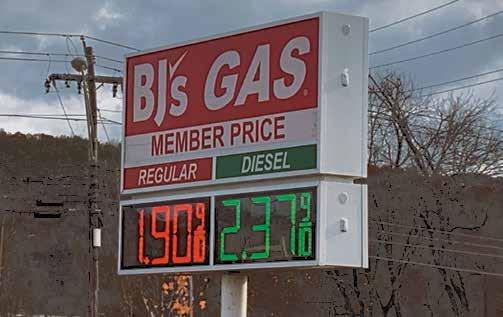 BJ's GAS®
MEMBER PRICE
REGULAR DIESEL
1.90 9/10 2.37 9/10